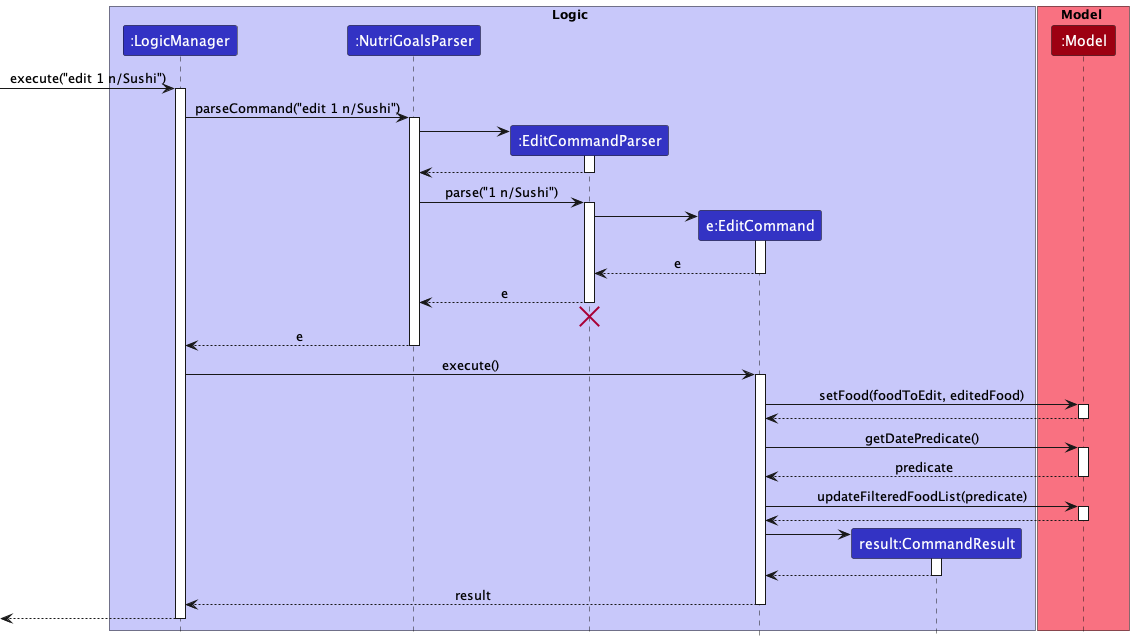 Logic
Model
:LogicManager
:NutriGoalsParser
:Model
execute("edit 1 n/Sushi")
parseCommand("edit 1 n/Sushi")
:EditCommandParser
parse("1 n/Sushi")
e:EditCommand
e
e
e
execute()
setFood(foodToEdit, editedFood)
getDatePredicate()
predicate
updateFilteredFoodList(predicate)
result:CommandResult
result